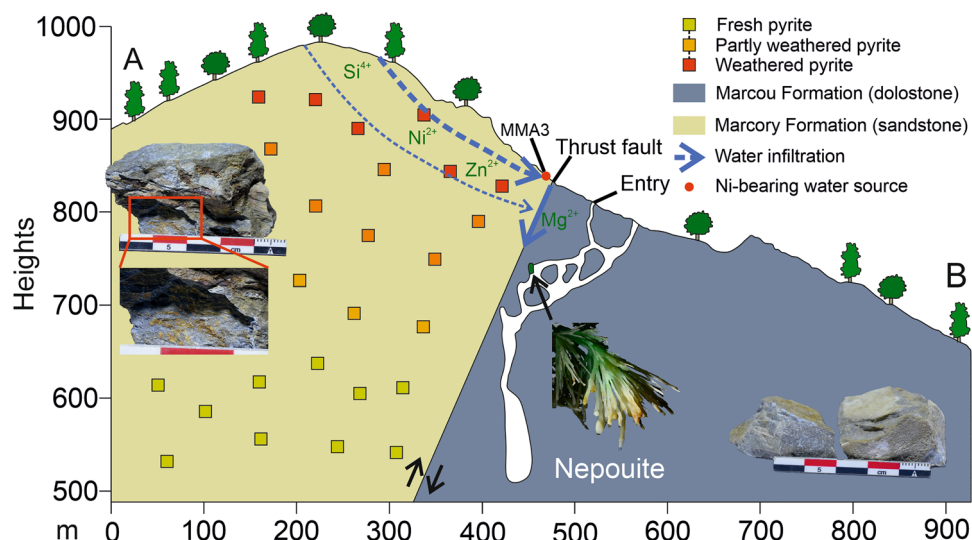 1000
900
800
700
600
500
m
Heights
0
100
200
300
400
500
600
700
800
900
A
B
Si4+
Ni2+
Zn2+
Mg2+
MMA3
Thrust fault
Entry
Nepouite
Fresh pyrite
Partly weathered pyrite
Weathered pyrite
Marcou Formation (dolostone)
Marcory Formation (sandstone)
Water infiltration
Ni-bearing water source
5 cm A
5 cm A